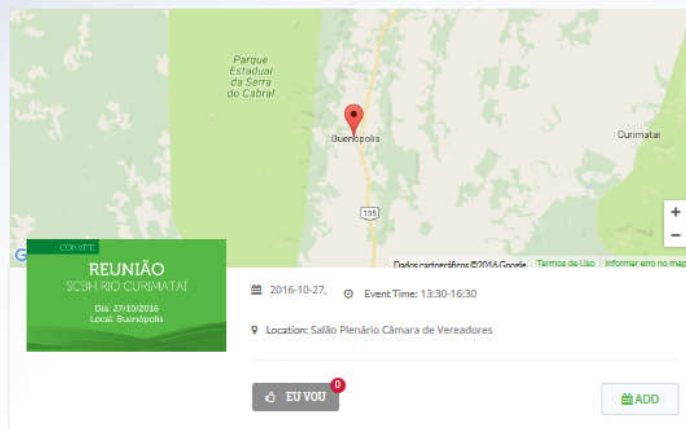 Parque
Estadual
da Serra
do Cabral
Buenópolis
Curimataí
135
+
−
G
Dados cartográficos ©2016 Google
Termos de Uso
Informar erro no map
CONVITE
REUNIÃO
SCBH RIO CURIMATAÍ
Dia: 27/10/2016
Local: Buenópolis
2016-10-27,
Event Time: 13:30-16:30
Location: Salão Plenário Câmara de Vereadores
EU VOU
0
ADD